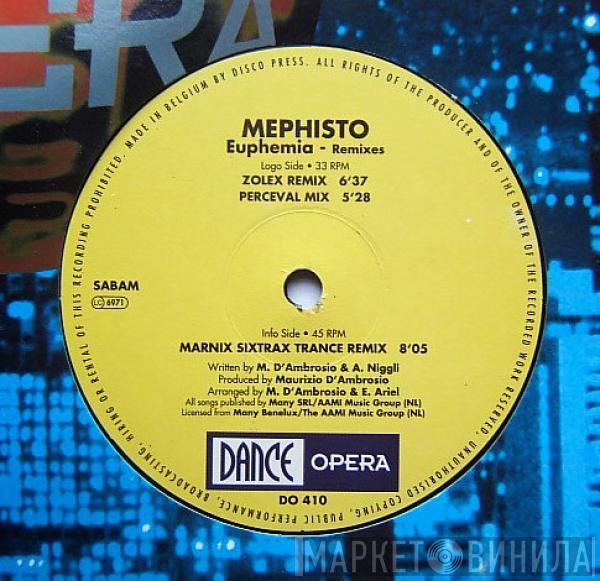 ERA
MADE IN BELGIUM BY DISCO PRESS. ALL RIGHTS OF THE PRODUCER AND OF THE OWNER OF THE RECORDED WORK RESERVED. UNAUTHORISED COPYING, PUBLIC PERFORMANCE, BROADCASTING, HIRING OR RENTAL OF THIS RECORDING PROHIBITED.
MEPHISTO
Euphemia - Remixes
Logo Side • 33 RPM
ZOLEX REMIX 6'37
PERCEVAL MIX 5'28
SABAM
LC 6971
Info Side • 45 RPM
MARNIX SIXTRAX TRANCE REMIX 8'05
Written by M. D'Ambrosio & A. Niggli
Produced by Maurizio D'Ambrosio
Arranged by M. D'Ambrosio & E. Ariel
All songs published by Many SRL/AAMI Music Group (NL)
Licensed from Many Benelux/The AAMI Music Group (NL)
DANCE OPERA
DO 410
МАРКЕТ ВИНИЛА